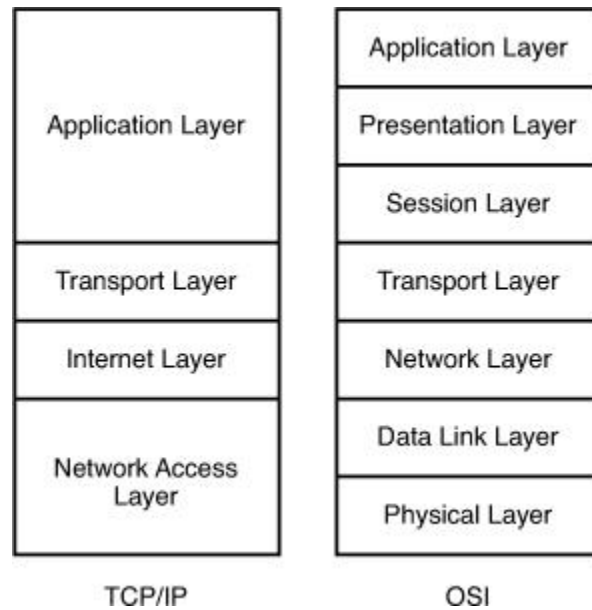 Application Layer
Transport Layer
Internet Layer
Network Access
Layer
TCP/IP
Application Layer
Presentation Layer
Session Layer
Transport Layer
Network Layer
Data Link Layer
Physical Layer
OSI